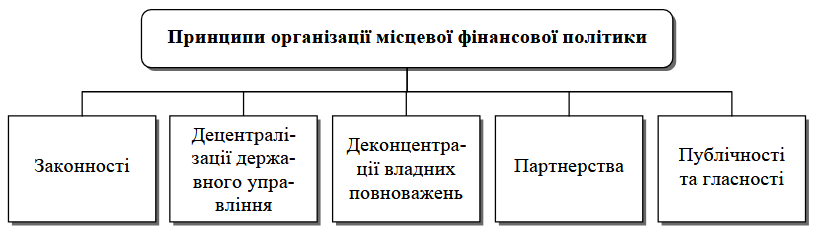 Принципи організації місцевої фінансової політики
Законності
Децентралі-
зації держа-
вного упра-
вління
Деконцентра-
ції владних
повноважень
Партнерства
Публічності
та гласності